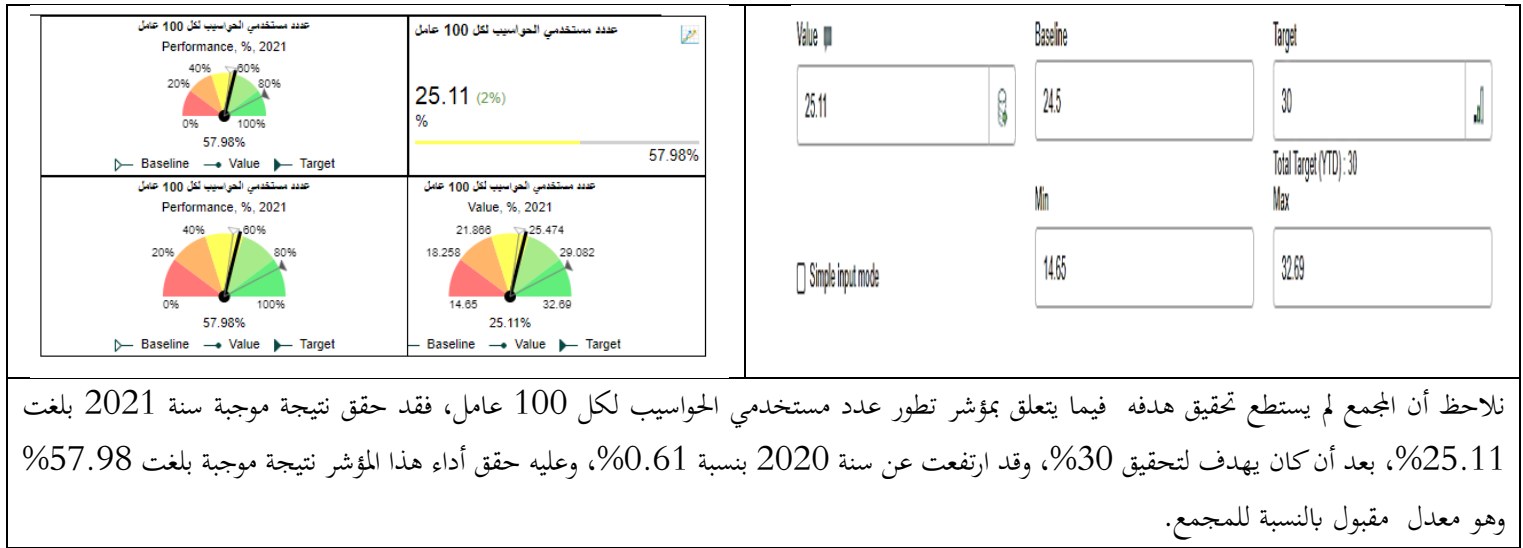 عدد مستخدمي الحواسيب لكل 100 عامل
Performance, %, 2021
40% 60%
20% 80%
0% 100%
57.98%
Baseline Value Target
عدد مستخدمي الحواسيب لكل 100 عامل
25.11 (2%)
%
57.98%
عدد مستخدمي الحواسيب لكل 100 عامل
Performance, %, 2021
40% 60%
20% 80%
0% 100%
57.98%
Baseline Value Target
عدد مستخدمي الحواسيب لكل 100 عامل
Value, %, 2021
21.866 25.474
18.258 29.082
14.65 32.69
25.11%
Baseline Value Target
Value Baseline Target
25.11 24.5 30
Total Target (YTD) : 30
Min Max
Simple input mode 14.65 32.69
نلاحظ أن المجمع لم يستطع تحقيق هدفه فيما يتعلق بمؤشر تطور عدد مستخدمي الحواسيب لكل 100 عامل، فقد حقق نتيجة موجبة سنة 2021 بلغت
25.11%، بعد أن كان يهدف لتحقيق 30%، وقد ارتفعت عن سنة 2020 بنسبة 0.61%، وعليه حقق أداء هذا المؤشر نتيجة موجبة بلغت 57.98%
وهو معدل مقبول بالنسبة للمجمع.